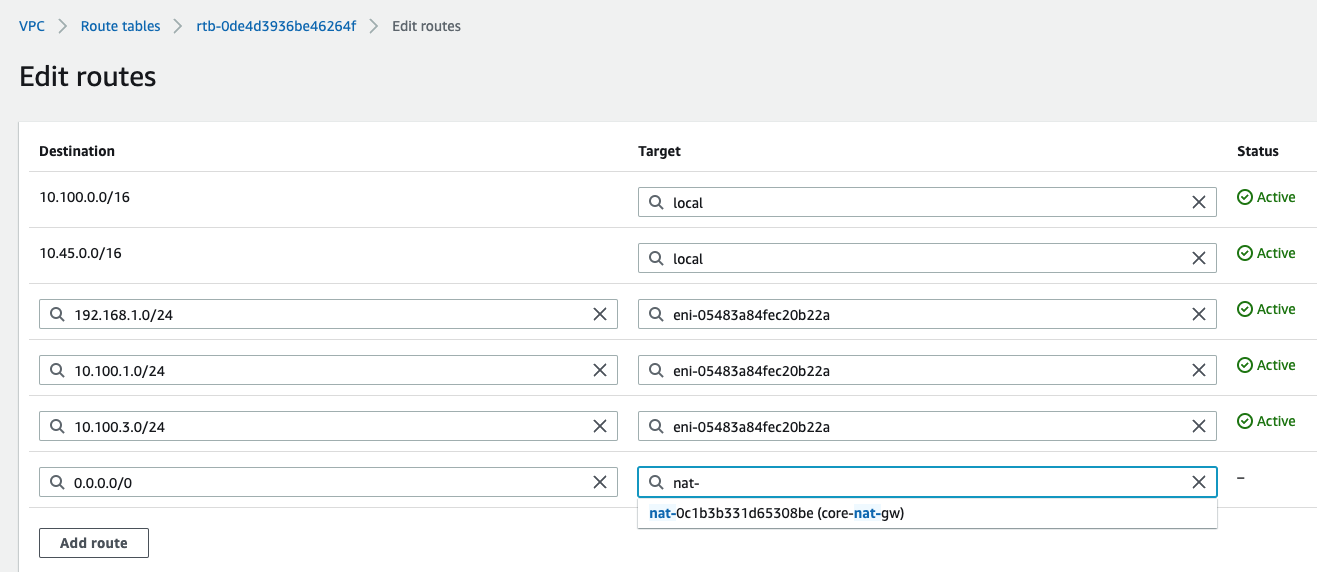 VPC > Route tables > rtb-0de4d3936be46264f > Edit routes
Edit routes
Destination Target Status
10.100.0.0/16 local Active
10.45.0.0/16 local Active
192.168.1.0/24 eni-05483a84fec20b22a Active
10.100.1.0/24 eni-05483a84fec20b22a Active
10.100.3.0/24 eni-05483a84fec20b22a Active
0.0.0.0/0 nat- –
nat-0c1b3b331d65308be (core-nat-gw)
Add route